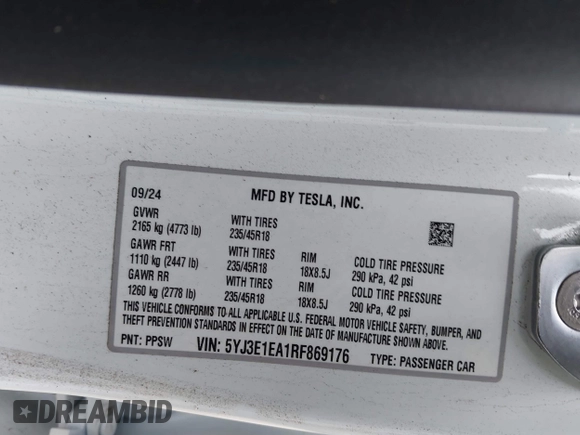 09/24 MFD BY TESLA, INC.
GVWR WITH TIRES
2165 kg (4773 lb) 235/45R18
GAWR FRT WITH TIRES RIM COLD TIRE PRESSURE
1110 kg (2447 lb) 235/45R18 18X8.5J 290 kPa, 42 psi
GAWR RR WITH TIRES RIM COLD TIRE PRESSURE
1260 kg (2778 lb) 235/45R18 18X8.5J 290 kPa, 42 psi
THIS VEHICLE CONFORMS TO ALL APPLICABLE U.S. FEDERAL MOTOR VEHICLE SAFETY, BUMPER, AND
THEFT PREVENTION STANDARDS IN EFFECT ON THE DATE OF MANUFACTURE SHOWN ABOVE.
PNT: PPSW VIN: 5YJ3E1EA1RF869176 TYPE: PASSENGER CAR
DREAMBID